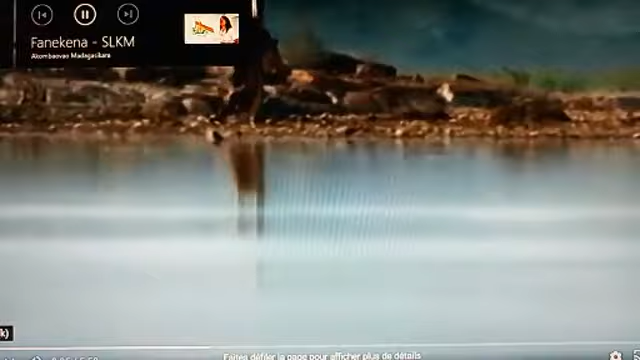 Fanekena - SLKM
Akombaovao Madagasikara
k)
Faites défiler la page pour afficher plus de détails